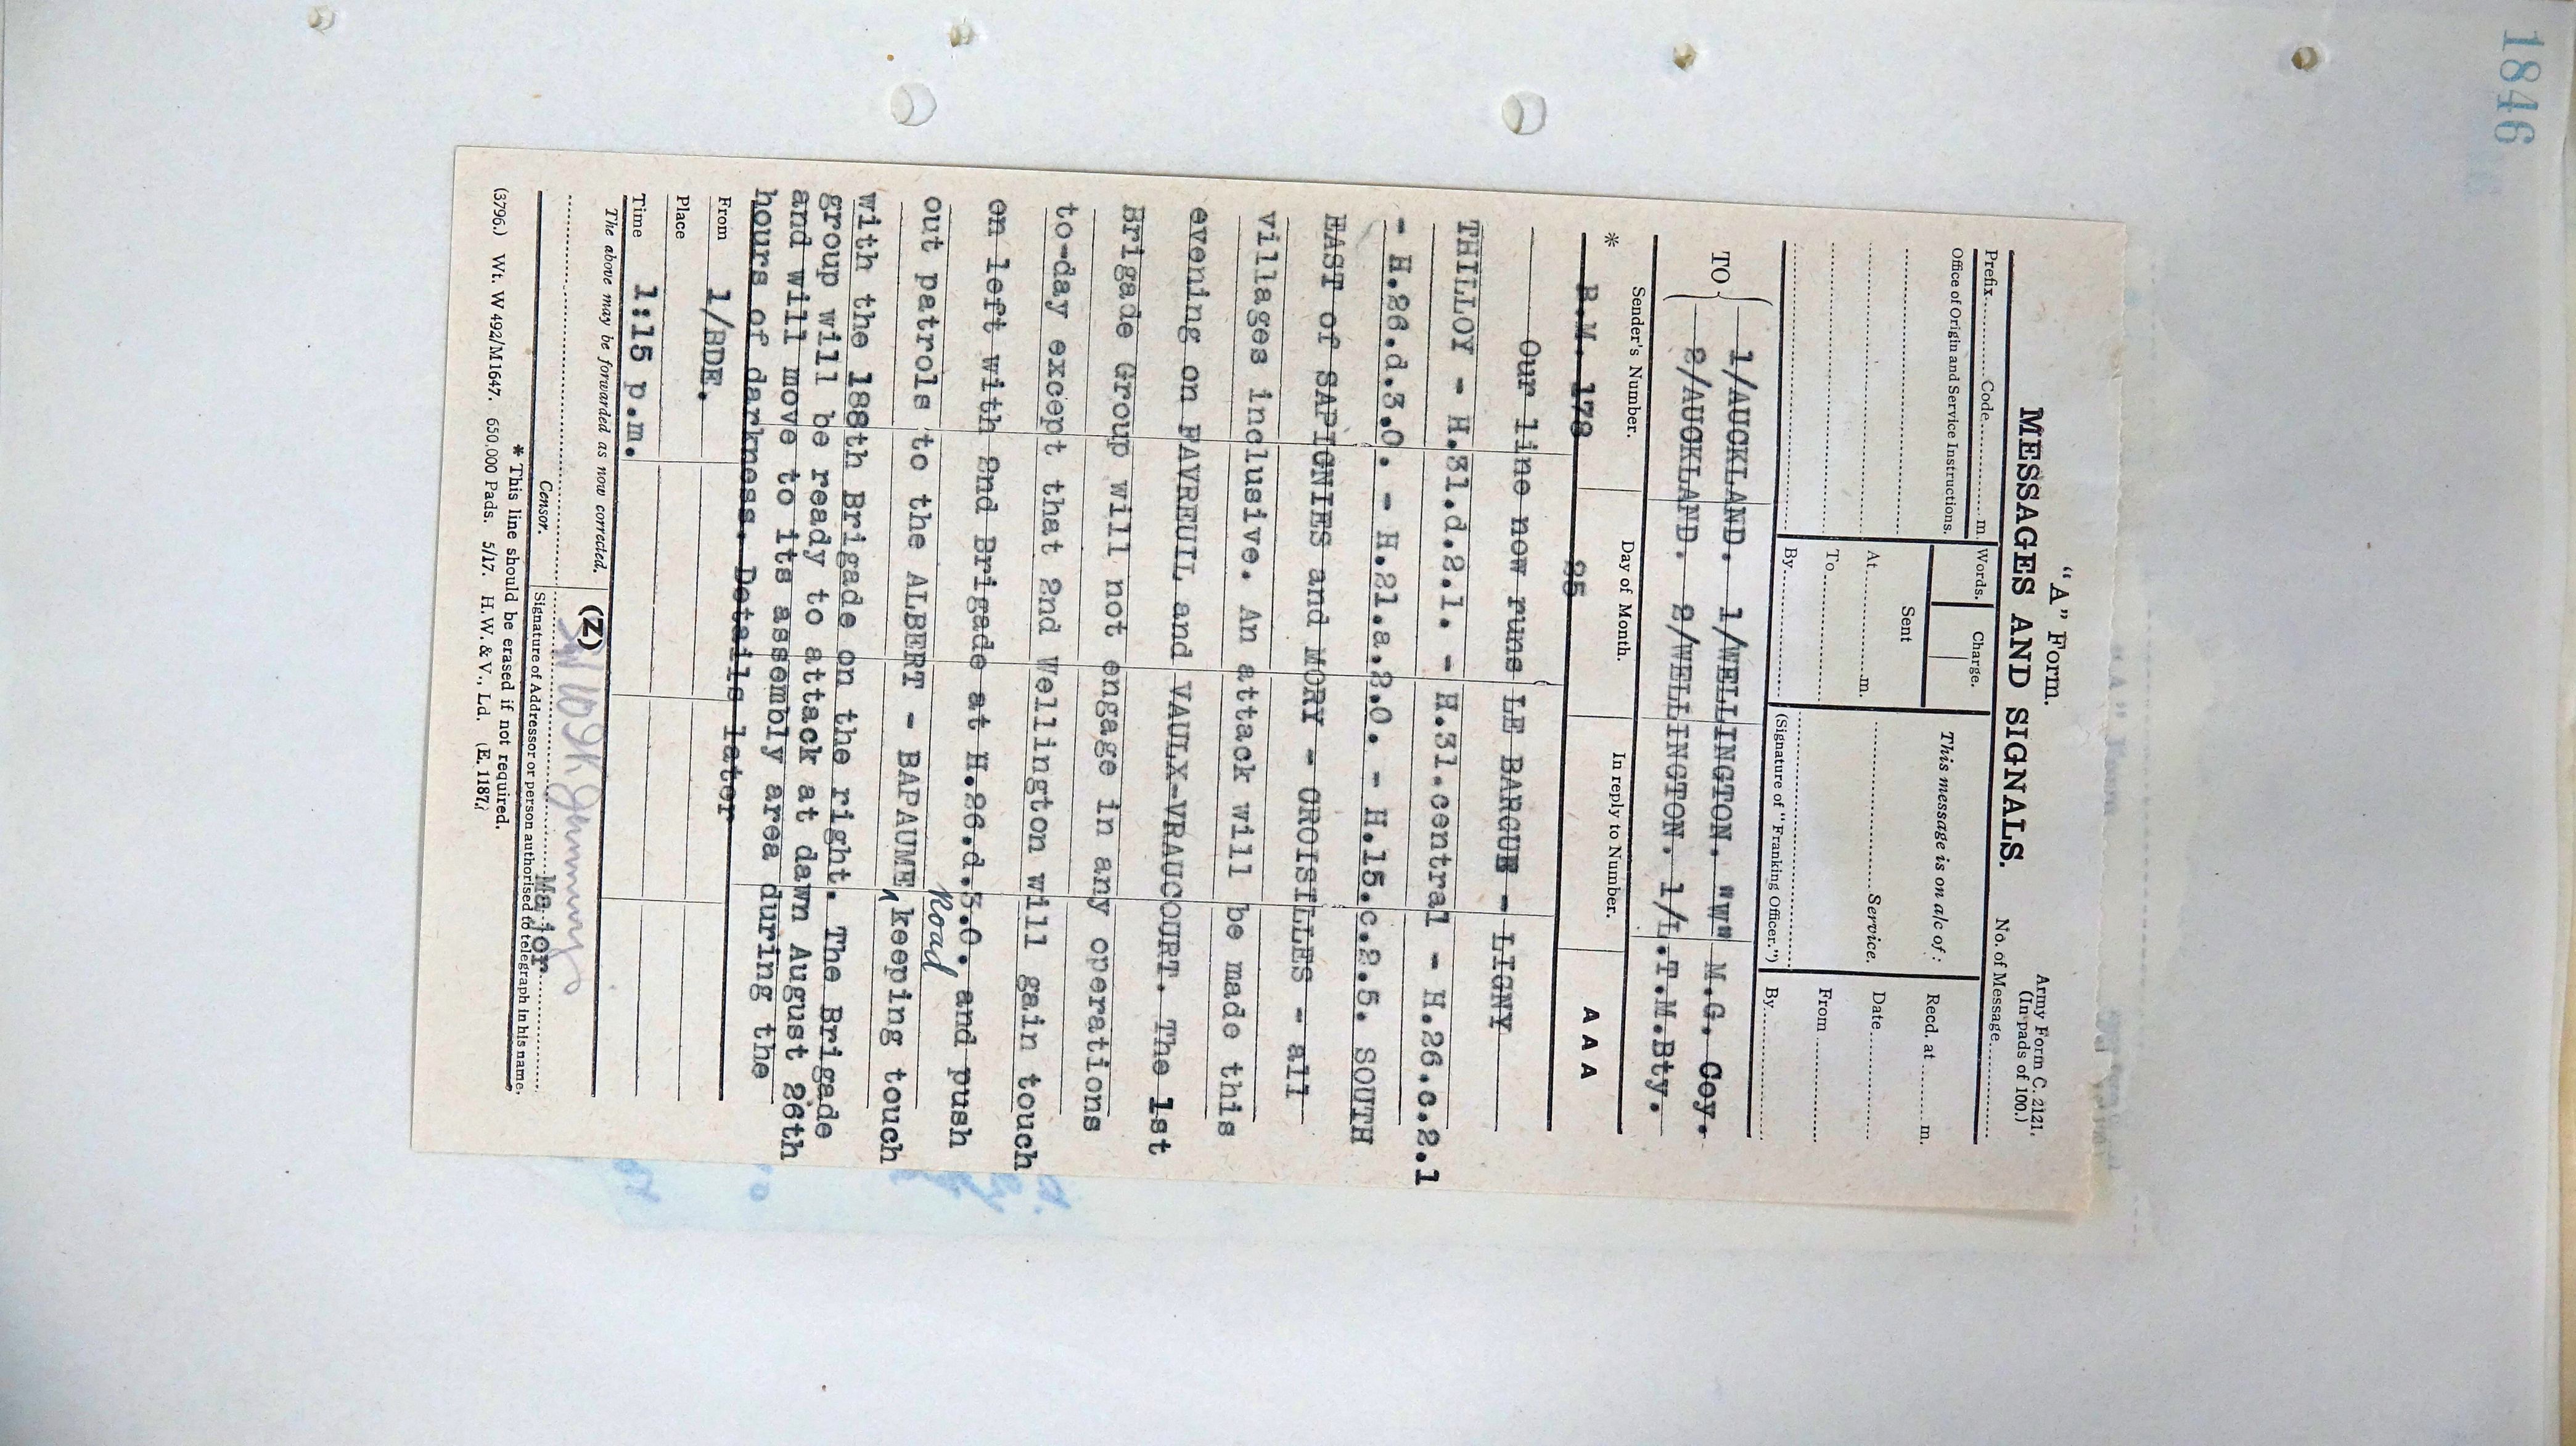 1846
"A" Form.
Army Form C. 2121.
(In pads of 100.)
MESSAGES AND SIGNALS.
No. of Message
Prefix Code m. Words. Charge.
Office of Origin and Service Instructions.
Sent
At m.
To
By
This message is on a/c of:
Service.
(Signature of "Franking Officer.")
Recd. at m.
Date
From
By
TO { 1/AUCKLAND. 1/WELLINGTON. "W" M.G. Coy.
2/AUCKLAND. 2/WELLINGTON. 1/L.T.M.Bty.
Sender's Number. Day of Month. In reply to Number. A A A
* B.M. 178 25
Our line now runs LE BARGUE - LIGNY
THILLOY - H.31.d.2.1. - H.31.central - H.26.c.2.1
- H.26.d.3.0. - H.21.a.2.0. - H.15.c.2.5. SOUTH
EAST of SAPIGNIES and MORY - CROISILLES - all
villages inclusive. An attack will be made this
evening on FAVREUIL and VAULX-VRAUCOURT. The 1st
Brigade Group will not engage in any operations
to-day except that 2nd Wellington will gain touch
on left with 2nd Brigade at H.26.d.3.0. and push
out patrols to the ALBERT - BAPAUME Road keeping touch
with the 188th Brigade on the right. The Brigade
group will be ready to attack at dawn August 26th
and will move to its assembly area during the
hours of darkness. Details later
From 1/BDE.
Place
Time 1:15 p.m.
The above may be forwarded as now corrected. (Z)
Major.
Censor. Signature of Addressor or person authorised to telegraph in his name.
* This line should be erased if not required.
(3796.) Wt. W 492/M1647. 650,000 Pads. 5/17. H.W. & V., Ld. (E. 1187.)